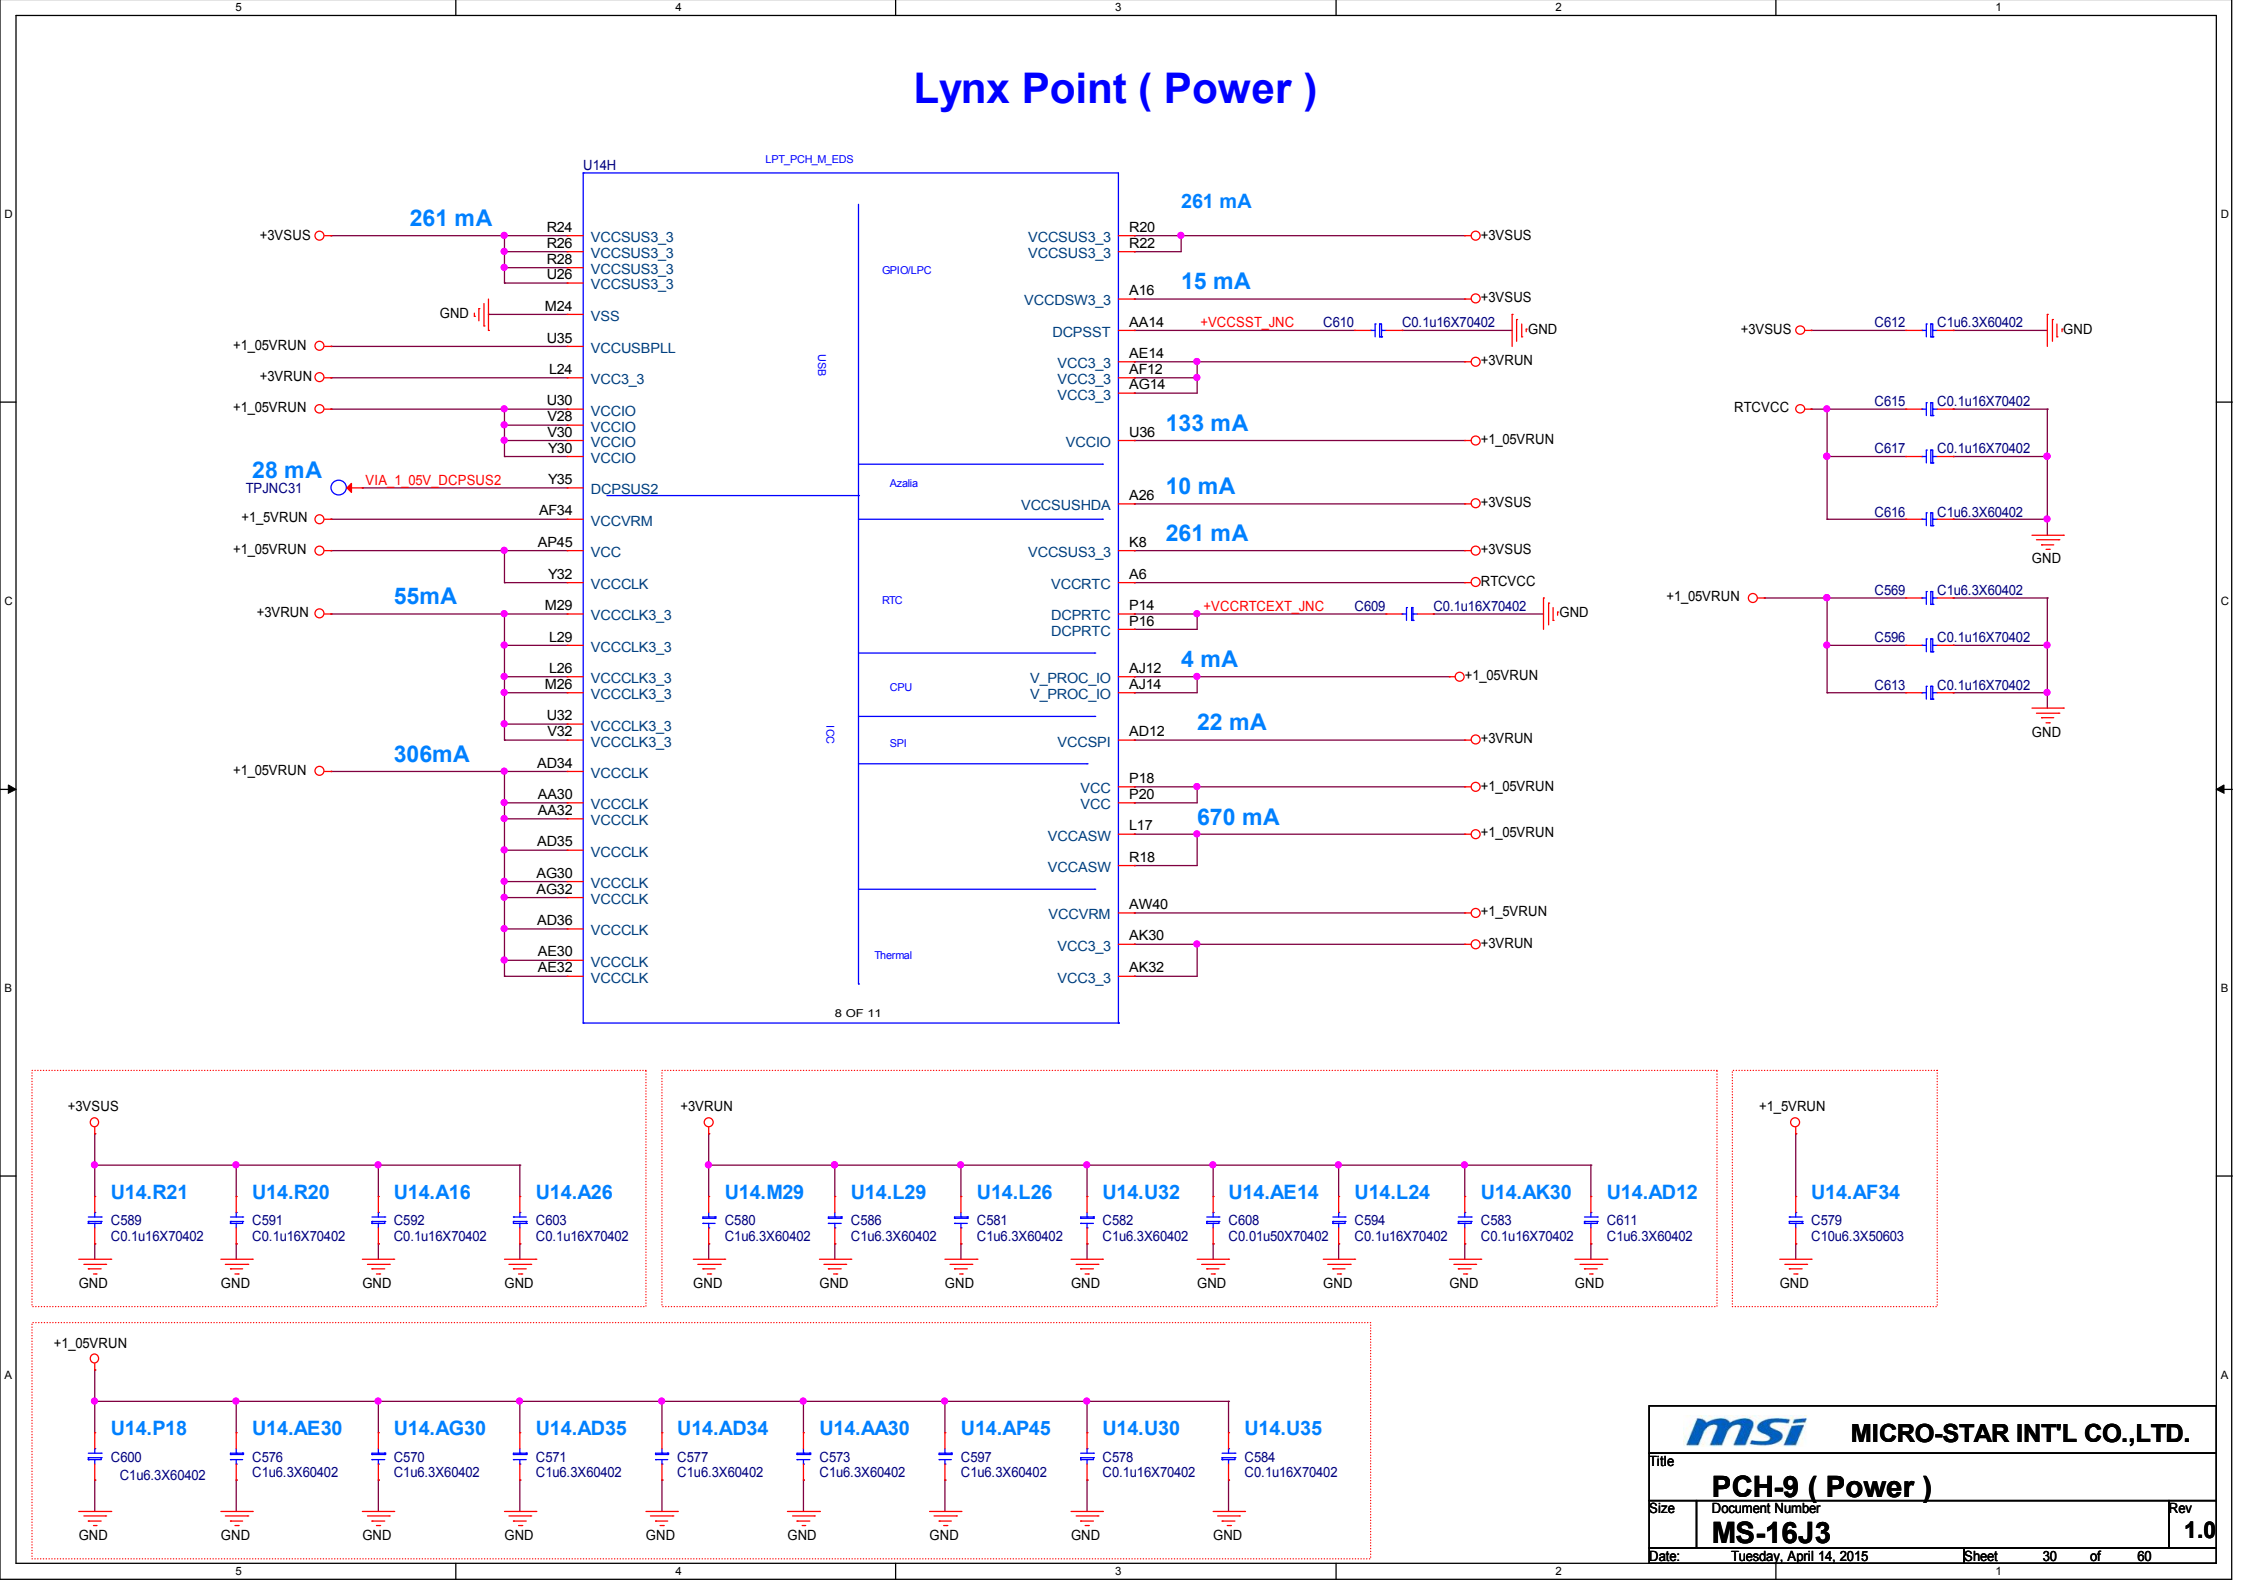 5 4 3 2 1
Lynx Point ( Power )
U14H
LPT_PCH_M_EDS
D D
C C
B B
A A
+3VSUS 261 mA R24 VCCSUS3_3
R26 VCCSUS3_3
R28 VCCSUS3_3
U26 VCCSUS3_3
GND M24 VSS
+1_05VRUN U35 VCCUSBPLL
+3VRUN L24 VCC3_3
+1_05VRUN U30 VCCIO
V28 VCCIO
V30 VCCIO
Y30 VCCIO
28 mA
TPJNC31 VIA_1_05V_DCPSUS2 Y35 DCPSUS2
+1_5VRUN AF34 VCCVRM
+1_05VRUN AP45 VCC
Y32 VCCCLK
+3VRUN 55mA M29 VCCCLK3_3
L29 VCCCLK3_3
L26 VCCCLK3_3
M26 VCCCLK3_3
U32 VCCCLK3_3
V32 VCCCLK3_3
+1_05VRUN 306mA AD34 VCCCLK
AA30 VCCCLK
AA32 VCCCLK
AD35 VCCCLK
AG30 VCCCLK
AG32 VCCCLK
AD36 VCCCLK
AE30 VCCCLK
AE32 VCCCLK
USB
ICC
GPIO/LPC
Azalia
RTC
CPU
SPI
Thermal
8 OF 11
261 mA
VCCSUS3_3 R20 +3VSUS
VCCSUS3_3 R22
15 mA
VCCDSW3_3 A16 +3VSUS
DCPSST AA14 +VCCSST_JNC C610 C0.1u16X70402 GND
VCC3_3 AE14 +3VRUN
VCC3_3 AF12
VCC3_3 AG14
133 mA
VCCIO U36 +1_05VRUN
10 mA
VCCSUSHDA A26 +3VSUS
261 mA
VCCSUS3_3 K8 +3VSUS
VCCRTC A6 RTCVCC
DCPRTC P14 +VCCRTCEXT_JNC C609 C0.1u16X70402 GND
DCPRTC P16
4 mA
V_PROC_IO AJ12 +1_05VRUN
V_PROC_IO AJ14
22 mA
VCCSPI AD12 +3VRUN
VCC P18 +1_05VRUN
VCC P20
670 mA
VCCASW L17 +1_05VRUN
VCCASW R18
VCCVRM AW40 +1_5VRUN
VCC3_3 AK30 +3VRUN
VCC3_3 AK32
+3VSUS C612 C1u6.3X60402 GND
RTCVCC C615 C0.1u16X70402
C617 C0.1u16X70402
C616 C1u6.3X60402
GND
+1_05VRUN C569 C1u6.3X60402
C596 C0.1u16X70402
C613 C0.1u16X70402
GND
+3VSUS
U14.R21 U14.R20 U14.A16 U14.A26
C589 C591 C592 C603
C0.1u16X70402 C0.1u16X70402 C0.1u16X70402 C0.1u16X70402
GND GND GND GND
+3VRUN
U14.M29 U14.L29 U14.L26 U14.U32 U14.AE14 U14.L24 U14.AK30 U14.AD12
C580 C586 C581 C582 C608 C594 C583 C611
C1u6.3X60402 C1u6.3X60402 C1u6.3X60402 C1u6.3X60402 C0.01u50X70402 C0.1u16X70402 C0.1u16X70402 C1u6.3X60402
GND GND GND GND GND GND GND GND
+1_5VRUN
U14.AF34
C579
C10u6.3X50603
GND
+1_05VRUN
U14.P18 U14.AE30 U14.AG30 U14.AD35 U14.AD34 U14.AA30 U14.AP45 U14.U30 U14.U35
C600 C576 C570 C571 C577 C573 C597 C578 C584
C1u6.3X60402 C1u6.3X60402 C1u6.3X60402 C1u6.3X60402 C1u6.3X60402 C1u6.3X60402 C1u6.3X60402 C0.1u16X70402 C0.1u16X70402
GND GND GND GND GND GND GND GND GND
msi MICRO-STAR INT'L CO.,LTD.
Title
PCH-9 ( Power )
Size Document Number Rev
MS-16J3 1.0
Date: Tuesday, April 14, 2015 Sheet 30 of 60
5 4 3 2 1